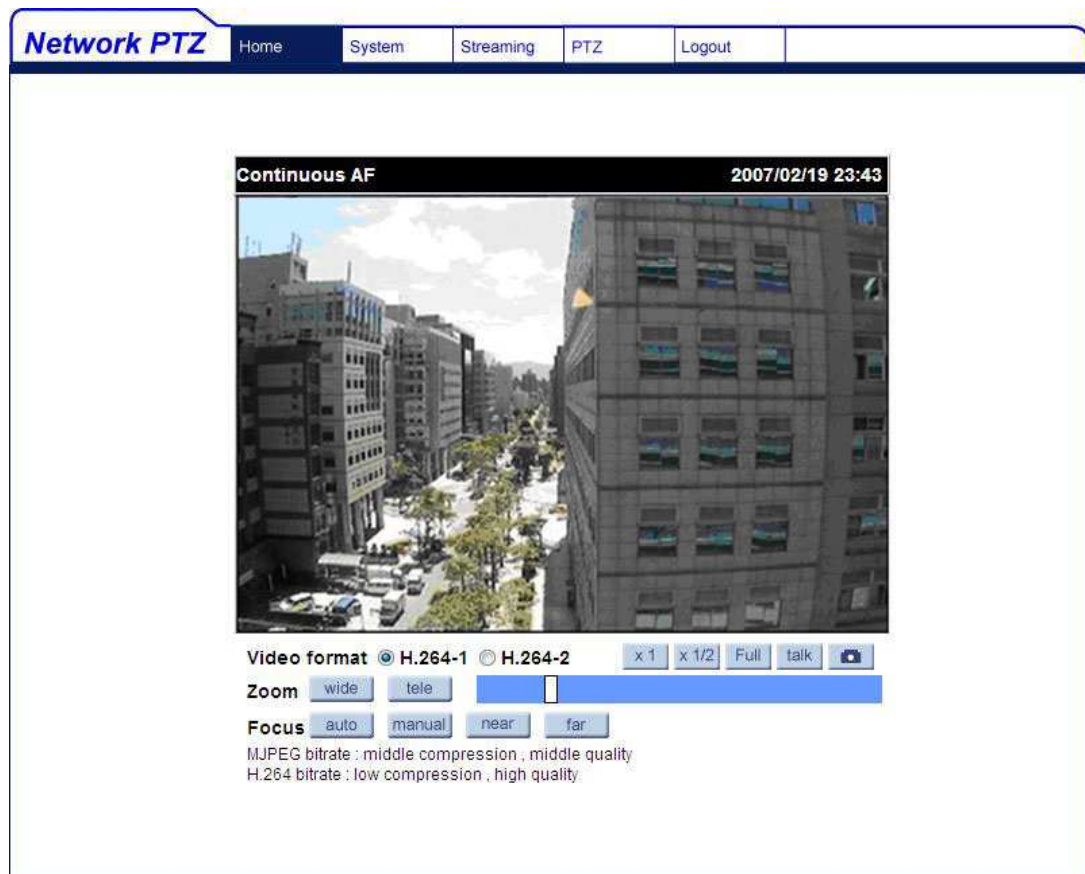 Network PTZ Home System Streaming PTZ Logout
Continuous AF 2007/02/19 23:43
Video format H.264-1 H.264-2 x 1 x 1/2 Full talk
Zoom wide tele
Focus auto manual near far
MJPEG bitrate : middle compression , middle quality
H.264 bitrate : low compression , high quality